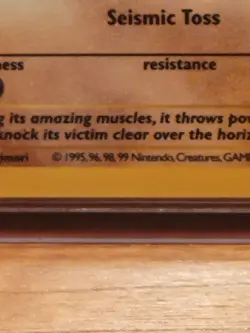 Seismic Toss
ness resistance
g its amazing muscles, it throws pow
knock its victim clear over the horiz
© 1995, 96, 98, 99 Nintendo, Creatures, GAM